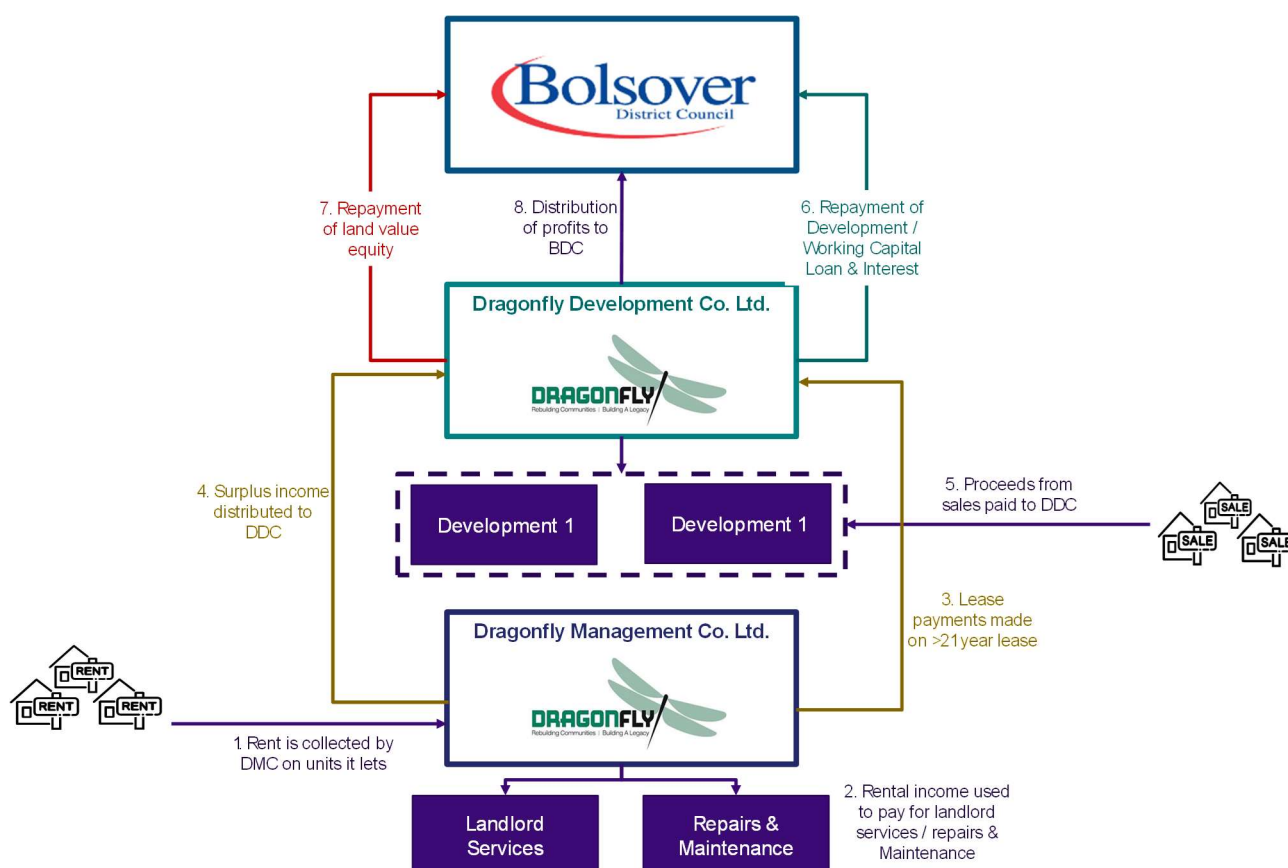 Bolsover
District Council
7. Repayment
of land value
equity
8. Distribution
of profits to
BDC
6. Repayment of
Development /
Working Capital
Loan & Interest
Dragonfly Development Co. Ltd.
DRAGONFLY
Rebuilding Communities | Building A Legacy
4. Surplus income
distributed to
DDC
Development 1
Development 1
5. Proceeds from
sales paid to DDC
SALE
SALE
SALE
3. Lease
payments made
on >21year lease
Dragonfly Management Co. Ltd.
DRAGONFLY
Rebuilding Communities | Building A Legacy
RENT
RENT
RENT
1. Rent is collected by
DMC on units it lets
Landlord
Services
Repairs &
Maintenance
2. Rental income used
to pay for landlord
services / repairs &
Maintenance